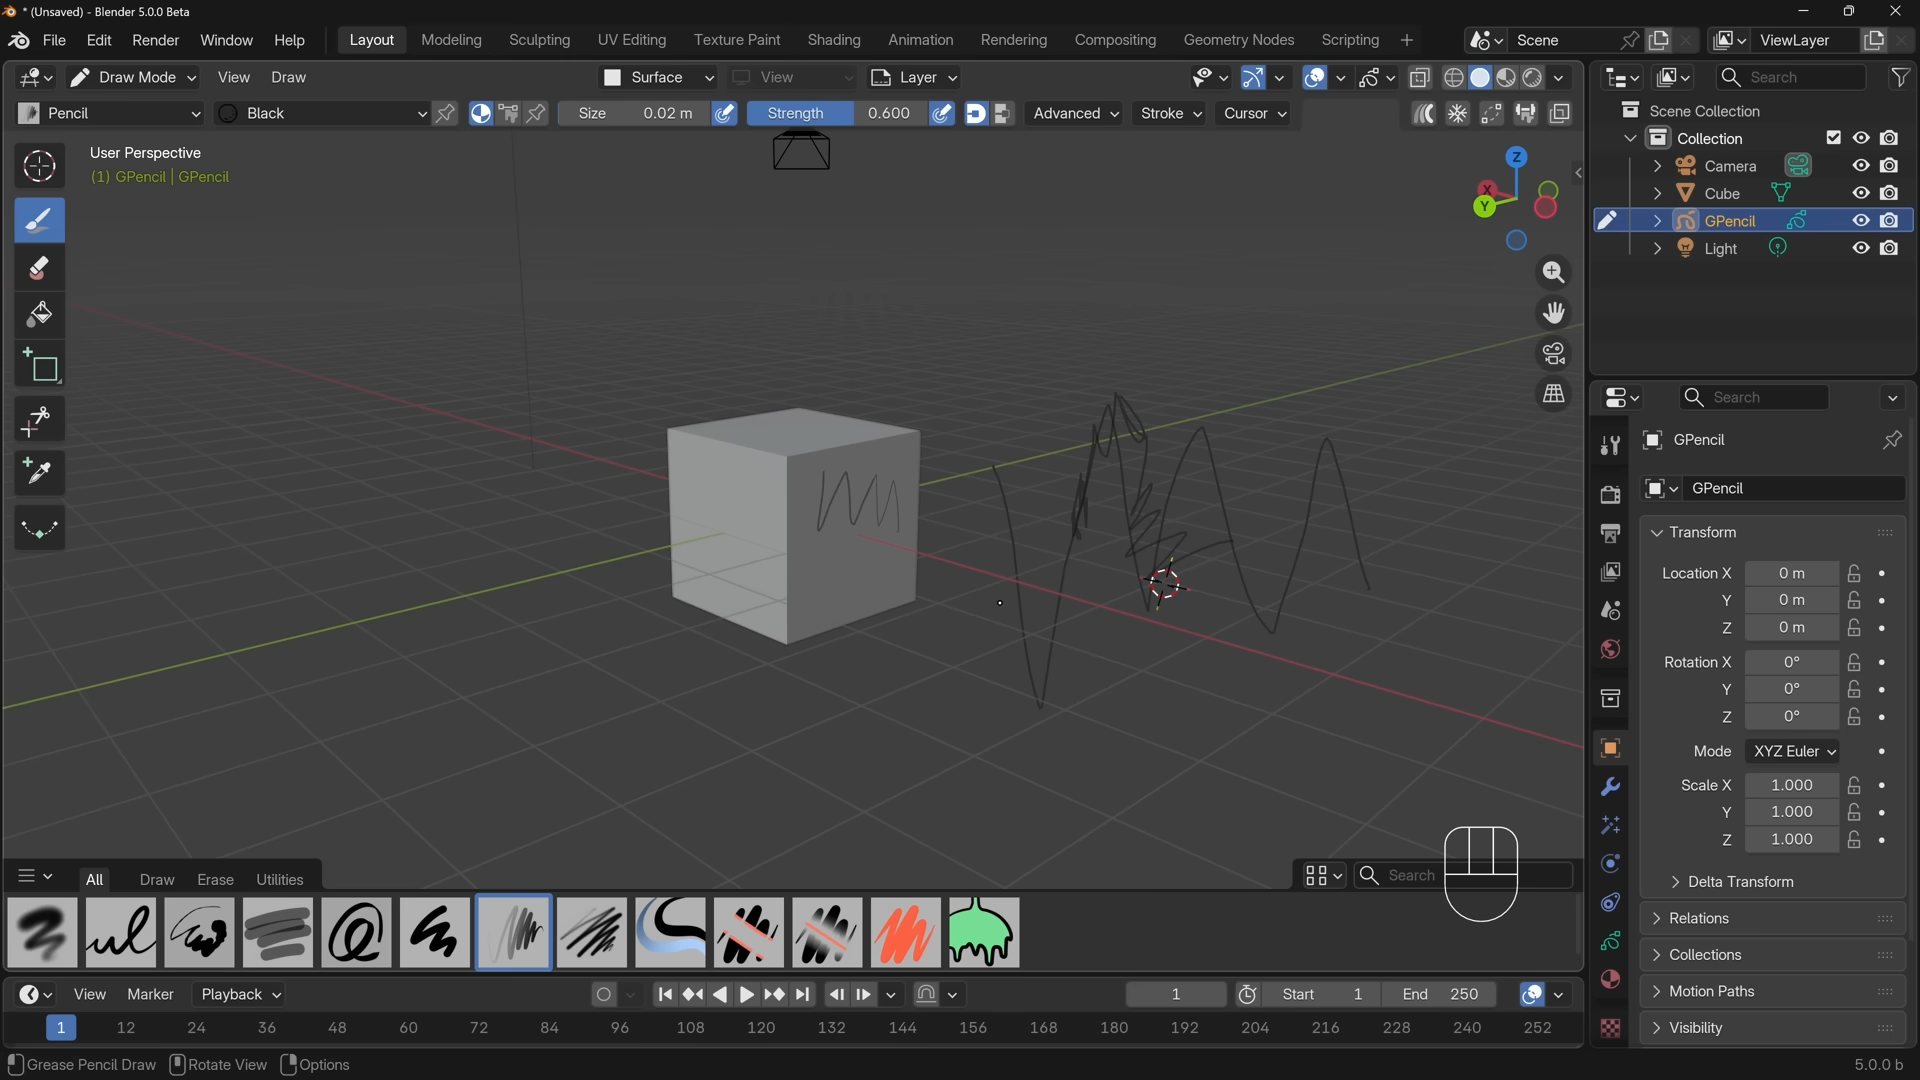 * (Unsaved) - Blender 5.0.0 Beta
File Edit Render Window Help Layout Modeling Sculpting UV Editing Texture Paint Shading Animation Rendering Compositing Geometry Nodes Scripting + Scene ViewLayer
Draw Mode View Draw Surface View Layer Search
Pencil Black Size 0.02 m Strength 0.600 Advanced Stroke Cursor
Scene Collection
Collection
Camera
Cube
GPencil
Light
User Perspective
(1) GPencil | GPencil
Z
X
Y
Search
GPencil
GPencil
Transform
Location X 0 m
Y 0 m
Z 0 m
Rotation X 0°
Y 0°
Z 0°
Mode XYZ Euler
Scale X 1.000
Y 1.000
Z 1.000
Delta Transform
Relations
Collections
Motion Paths
Visibility
All Draw Erase Utilities Search
View Marker Playback 1 Start 1 End 250
1 12 24 36 48 60 72 84 96 108 120 132 144 156 168 180 192 204 216 228 240 252
Grease Pencil Draw Rotate View Options 5.0.0 b